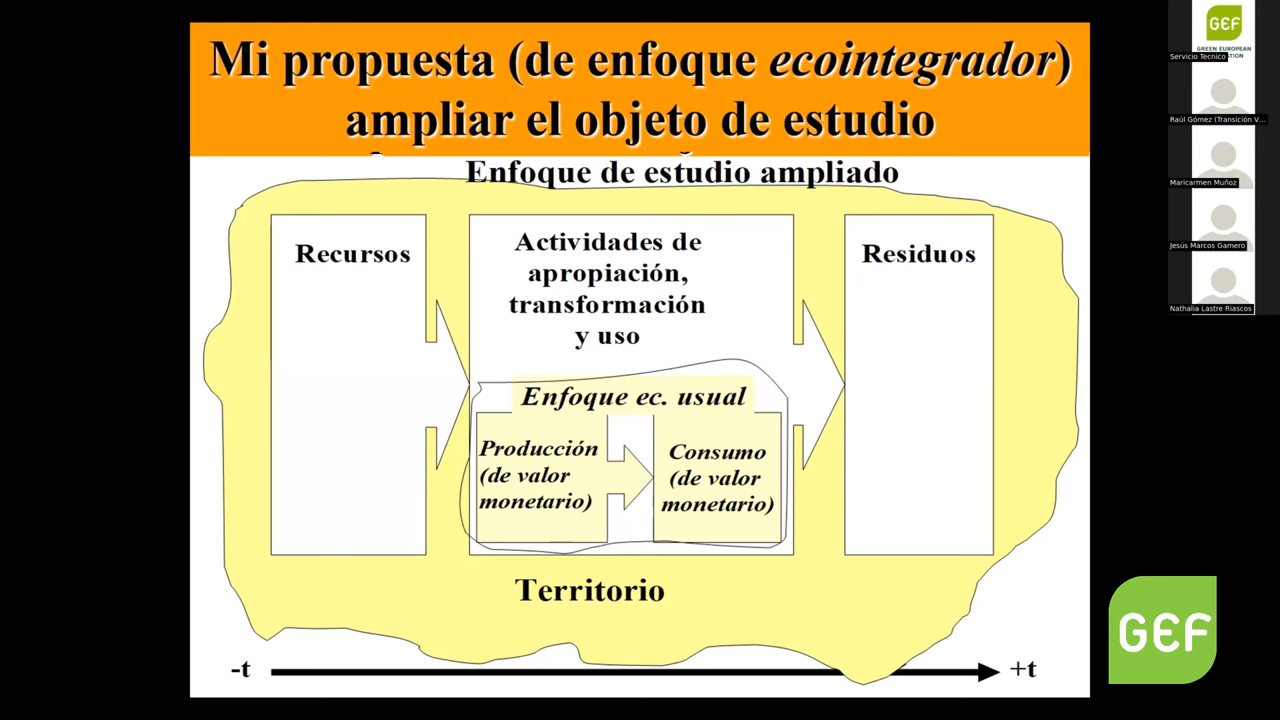 Mi propuesta (de enfoque ecointegrador)
ampliar el objeto de estudio
Enfoque de estudio ampliado
Recursos
Actividades de
apropiación,
transformación
y uso
Residuos
Enfoque ec. usual
Producción
(de valor
monetario)
Consumo
(de valor
monetario)
Territorio
-t
+t
GEF
GREEN EUROPEAN
Servicio Tecnico
Raúl Gómez (Transición V...
Maricarmen Muñoz
Jesús Marcos Gamero
Nathalia Lastre Riascos
GEF